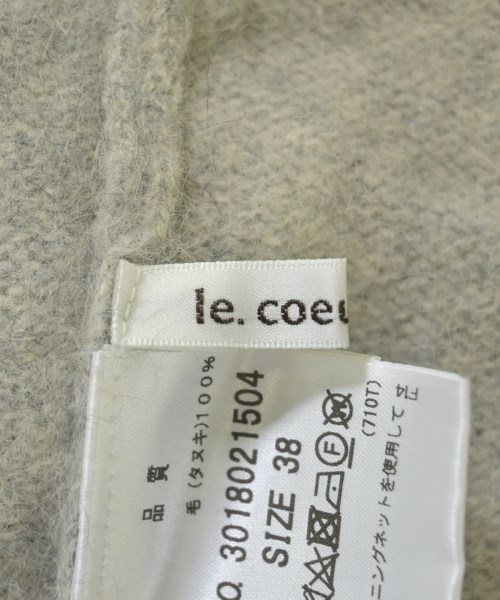 le. coeu
品質
毛(タヌキ)100%
Q 3018021504
SIZE 38
(710T)
ニングネットを使用して